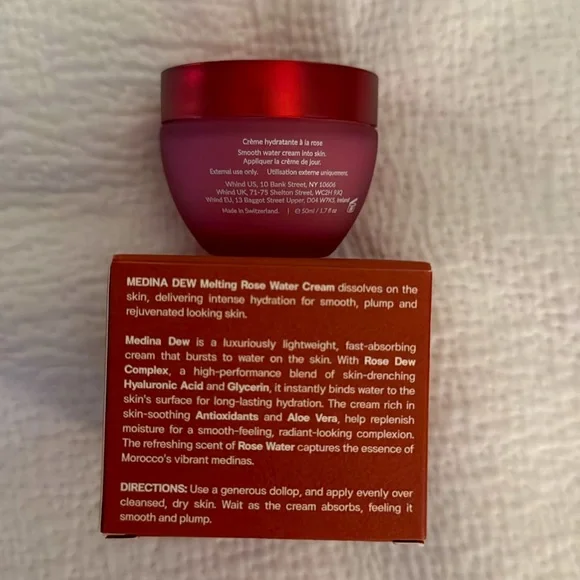 Crème hydratante à la rose
Smooth water cream into skin.
Appliquer la crème de jour.
External use only. Utilisation externe uniquement.
Whind US, 10 Bank Street, NY 10606
Whind UK, 71-75 Shelton Street, WC2H 9JQ
Whind EU, 13 Baggot Street Upper, D04 W7K5, Ireland
Made in Switzerland. | ℮ 50ml / 1.7 fl oz
MEDINA DEW Melting Rose Water Cream dissolves on the
skin, delivering intense hydration for smooth, plump and
rejuvenated looking skin.
Medina Dew is a luxuriously lightweight, fast-absorbing
cream that bursts to water on the skin. With Rose Dew
Complex, a high-performance blend of skin-drenching
Hyaluronic Acid and Glycerin, it instantly binds water to the
skin's surface for long-lasting hydration. The cream rich in
skin-soothing Antioxidants and Aloe Vera, help replenish
moisture for a smooth-feeling, radiant-looking complexion.
The refreshing scent of Rose Water captures the essence of
Morocco's vibrant medinas.
DIRECTIONS: Use a generous dollop, and apply evenly over
cleansed, dry skin. Wait as the cream absorbs, feeling it
smooth and plump.